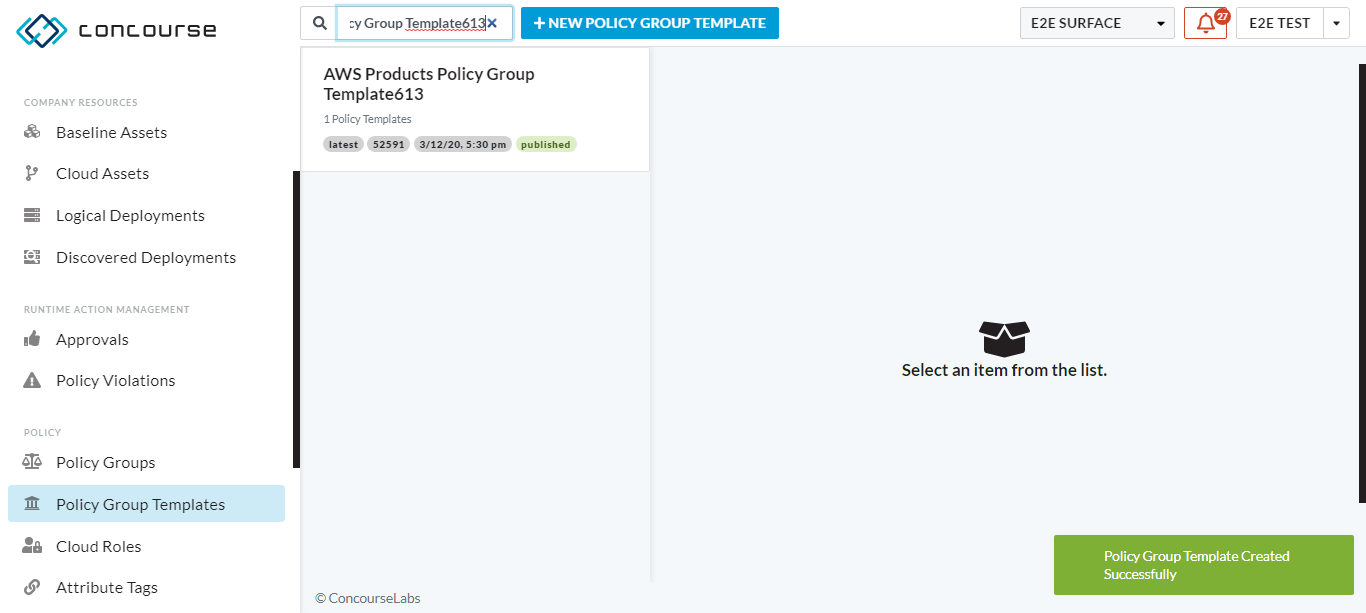 concourse
cy Group Template613
NEW POLICY GROUP TEMPLATE
E2E SURFACE
27
E2E TEST
COMPANY RESOURCES
Baseline Assets
Cloud Assets
Logical Deployments
Discovered Deployments
RUNTIME ACTION MANAGEMENT
Approvals
Policy Violations
POLICY
Policy Groups
Policy Group Templates
Cloud Roles
Attribute Tags
AWS Products Policy Group
Template613
1 Policy Templates
latest 52591 3/12/20, 5:30 pm published
Select an item from the list.
Policy Group Template Created
Successfully
© ConcourseLabs